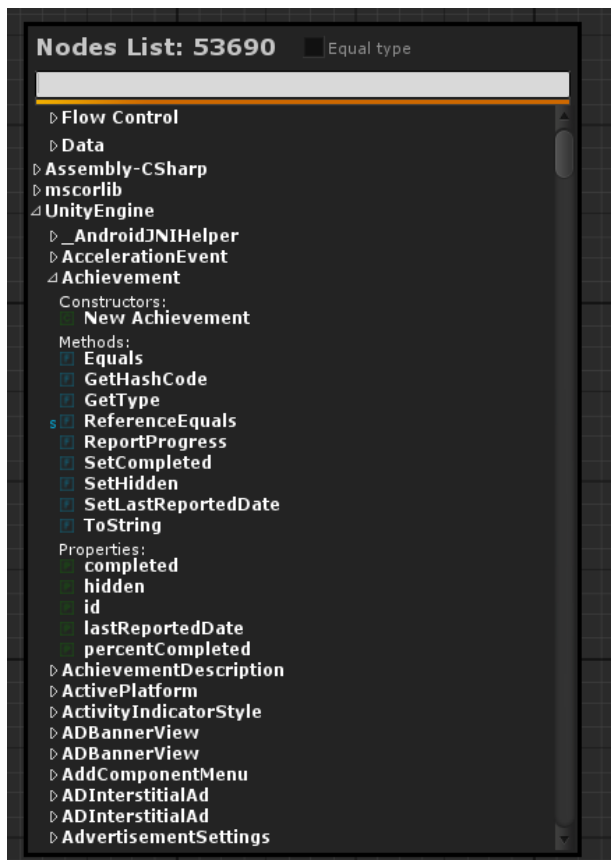 Nodes List: 53690 Equal type
Flow Control
Data
Assembly-CSharp
mscorlib
UnityEngine
_AndroidJNIHelper
AccelerationEvent
Achievement
Constructors:
C New Achievement
Methods:
F Equals
F GetHashCode
F GetType
s F ReferenceEquals
F ReportProgress
F SetCompleted
F SetHidden
F SetLastReportedDate
F ToString
Properties:
P completed
P hidden
P id
P lastReportedDate
P percentCompleted
AchievementDescription
ActivePlatform
ActivityIndicatorStyle
ADBannerView
ADBannerView
AddComponentMenu
ADInterstitialAd
ADInterstitialAd
AdvertisementSettings